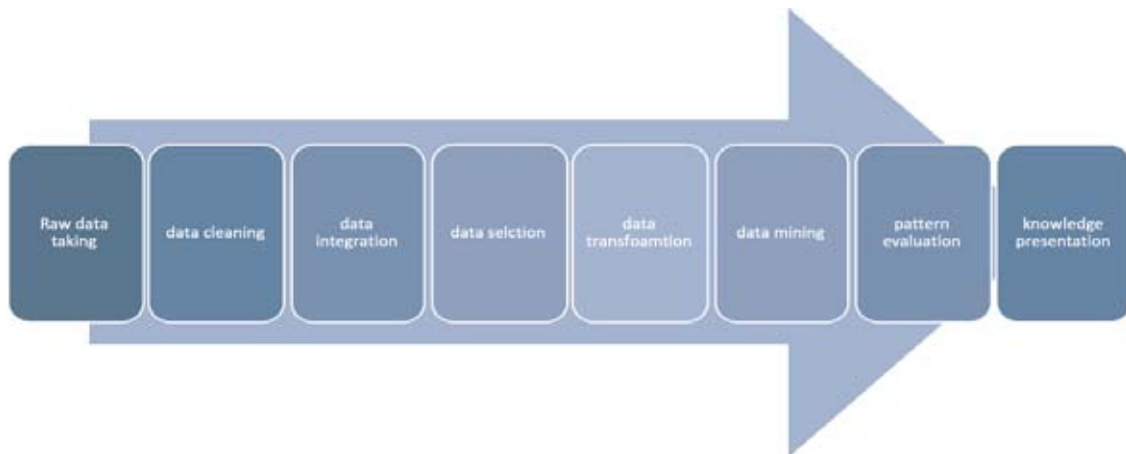 Raw data
taking
data cleaning
data
integration
data selction
data
transfoamtion
data mining
pattern
evaluation
knowledge
presentation